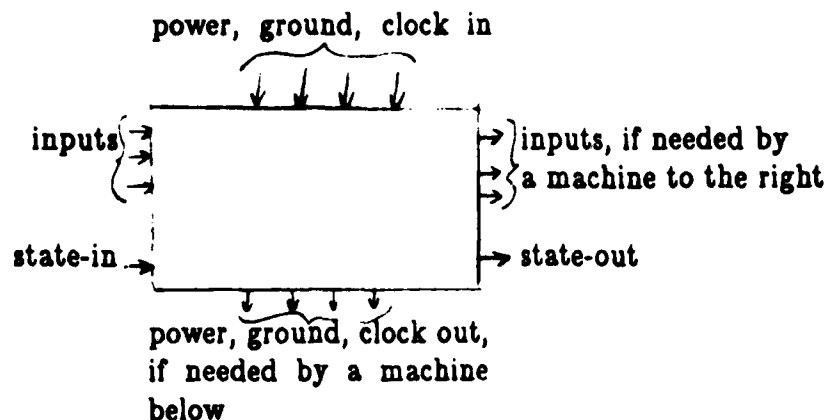 power, ground, clock in
inputs
inputs, if needed by
a machine to the right
state-in
state-out
power, ground, clock out,
if needed by a machine
below